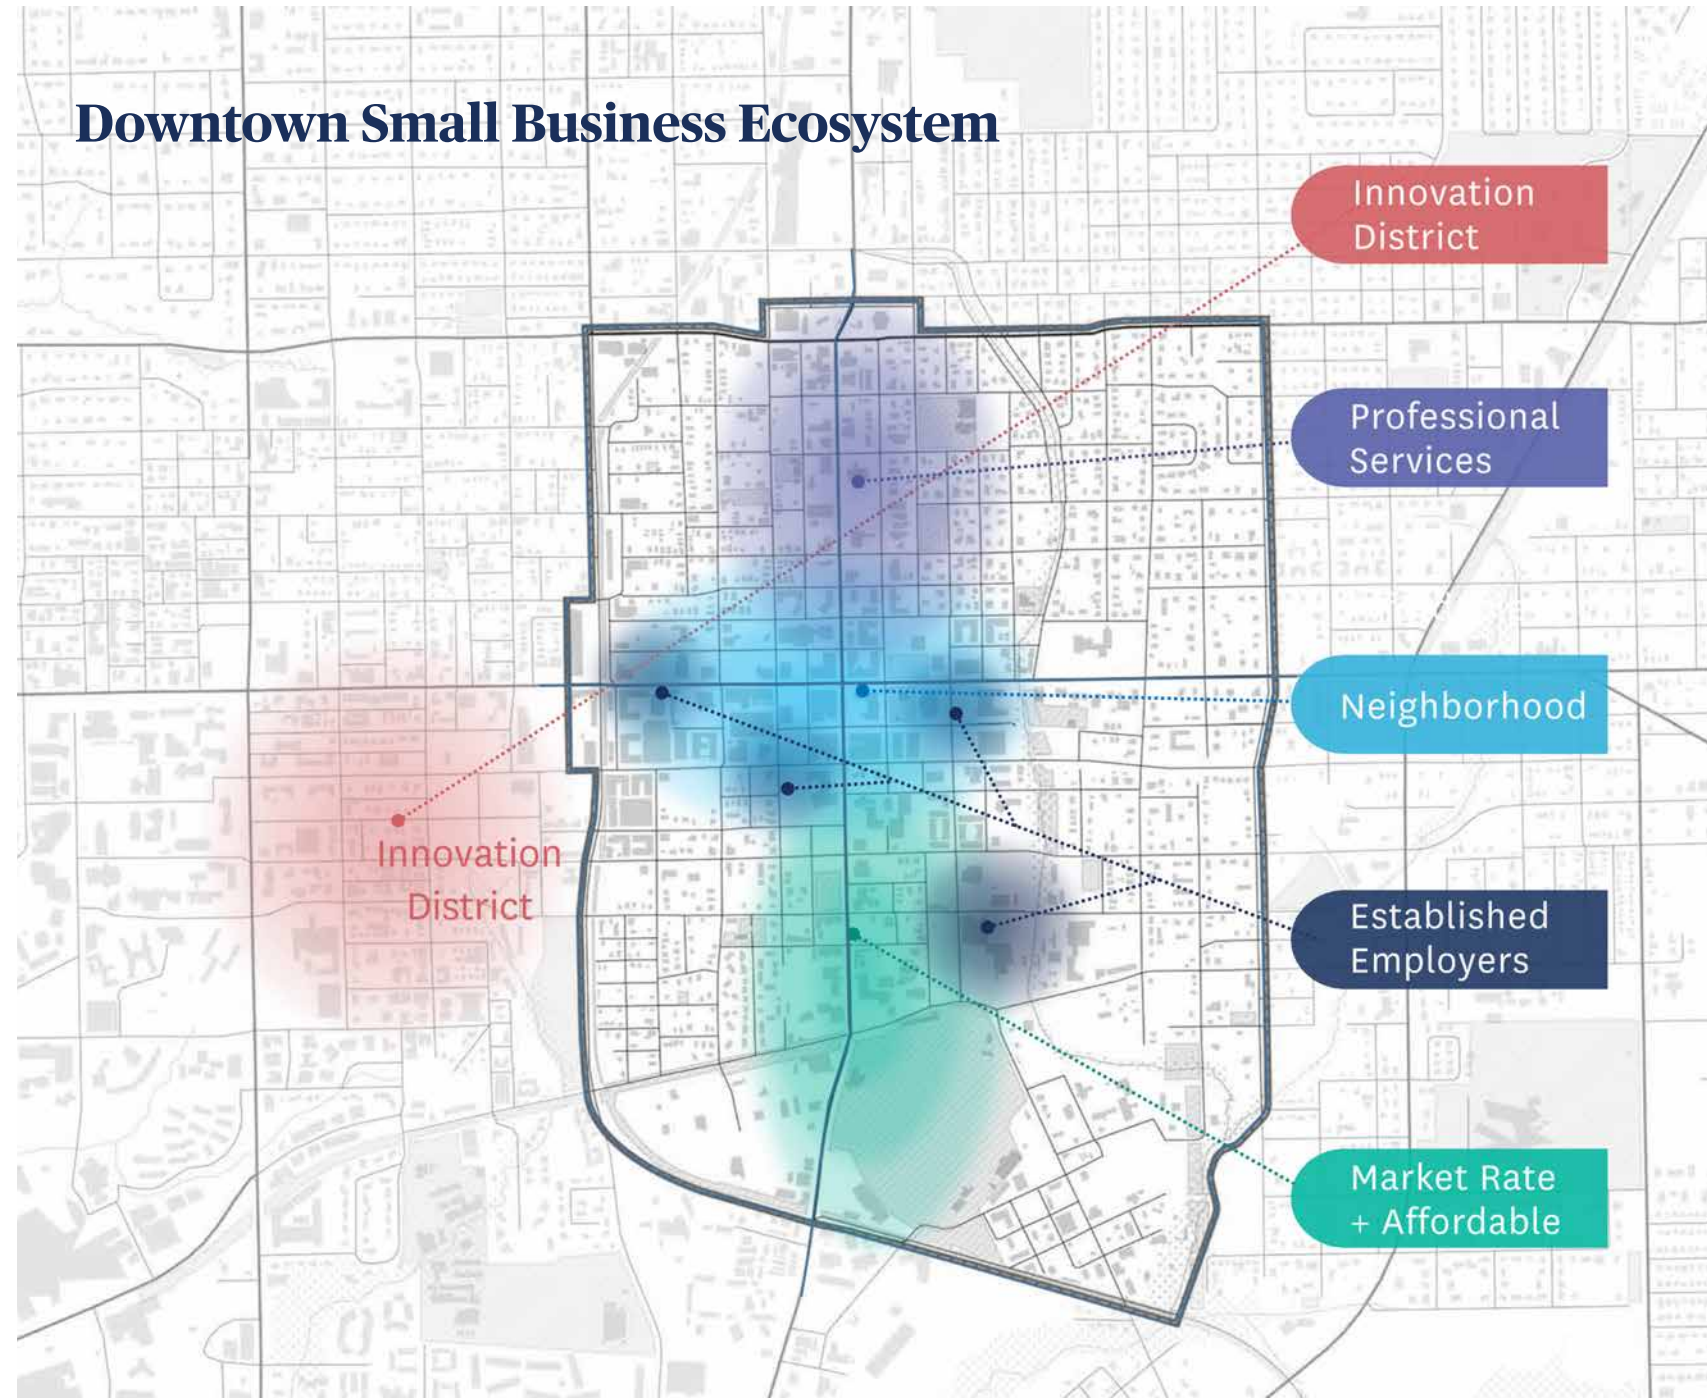 Downtown Small Business Ecosystem
Innovation
District
Professional
Services
Neighborhood
Innovation
District
Established
Employers
Market Rate
+ Affordable